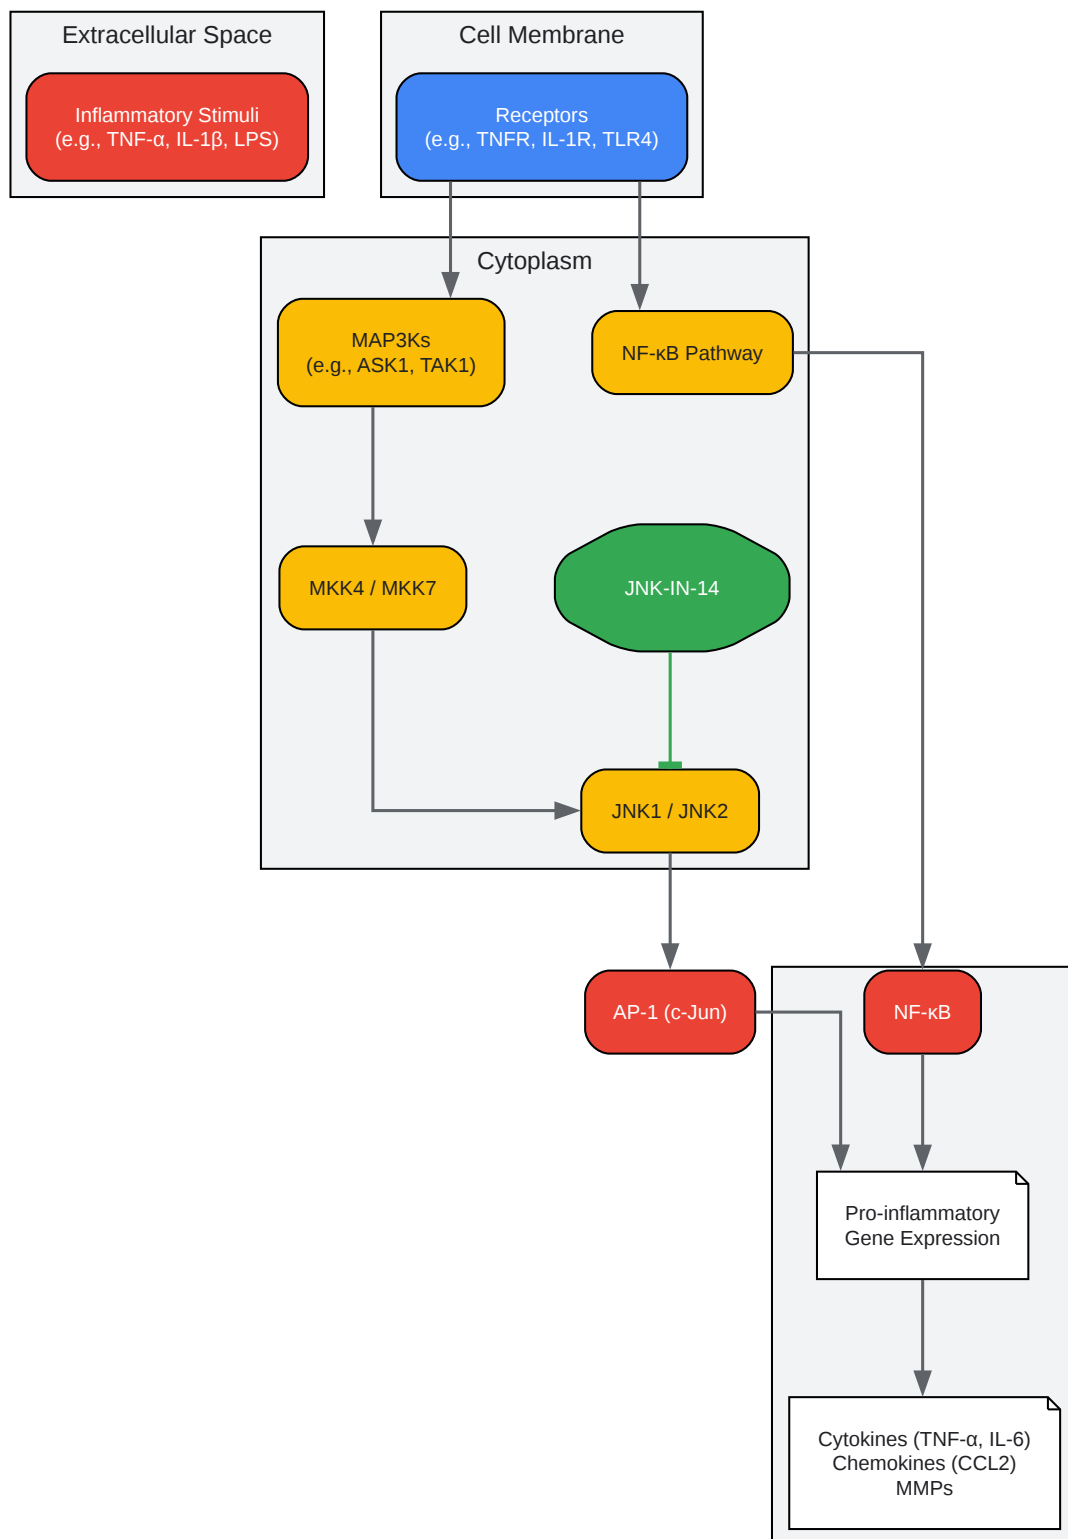 Extracellular Space
Inflammatory Stimuli
(e.g., TNF-α, IL-1β, LPS)
Cell Membrane
Receptors
(e.g., TNFR, IL-1R, TLR4)
Cytoplasm
MAP3Ks
(e.g., ASK1, TAK1)
NF-κB Pathway
MKK4 / MKK7
JNK-IN-14
JNK1 / JNK2
AP-1 (c-Jun)
NF-κB
Pro-inflammatory
Gene Expression
Cytokines (TNF-α, IL-6)
Chemokines (CCL2)
MMPs